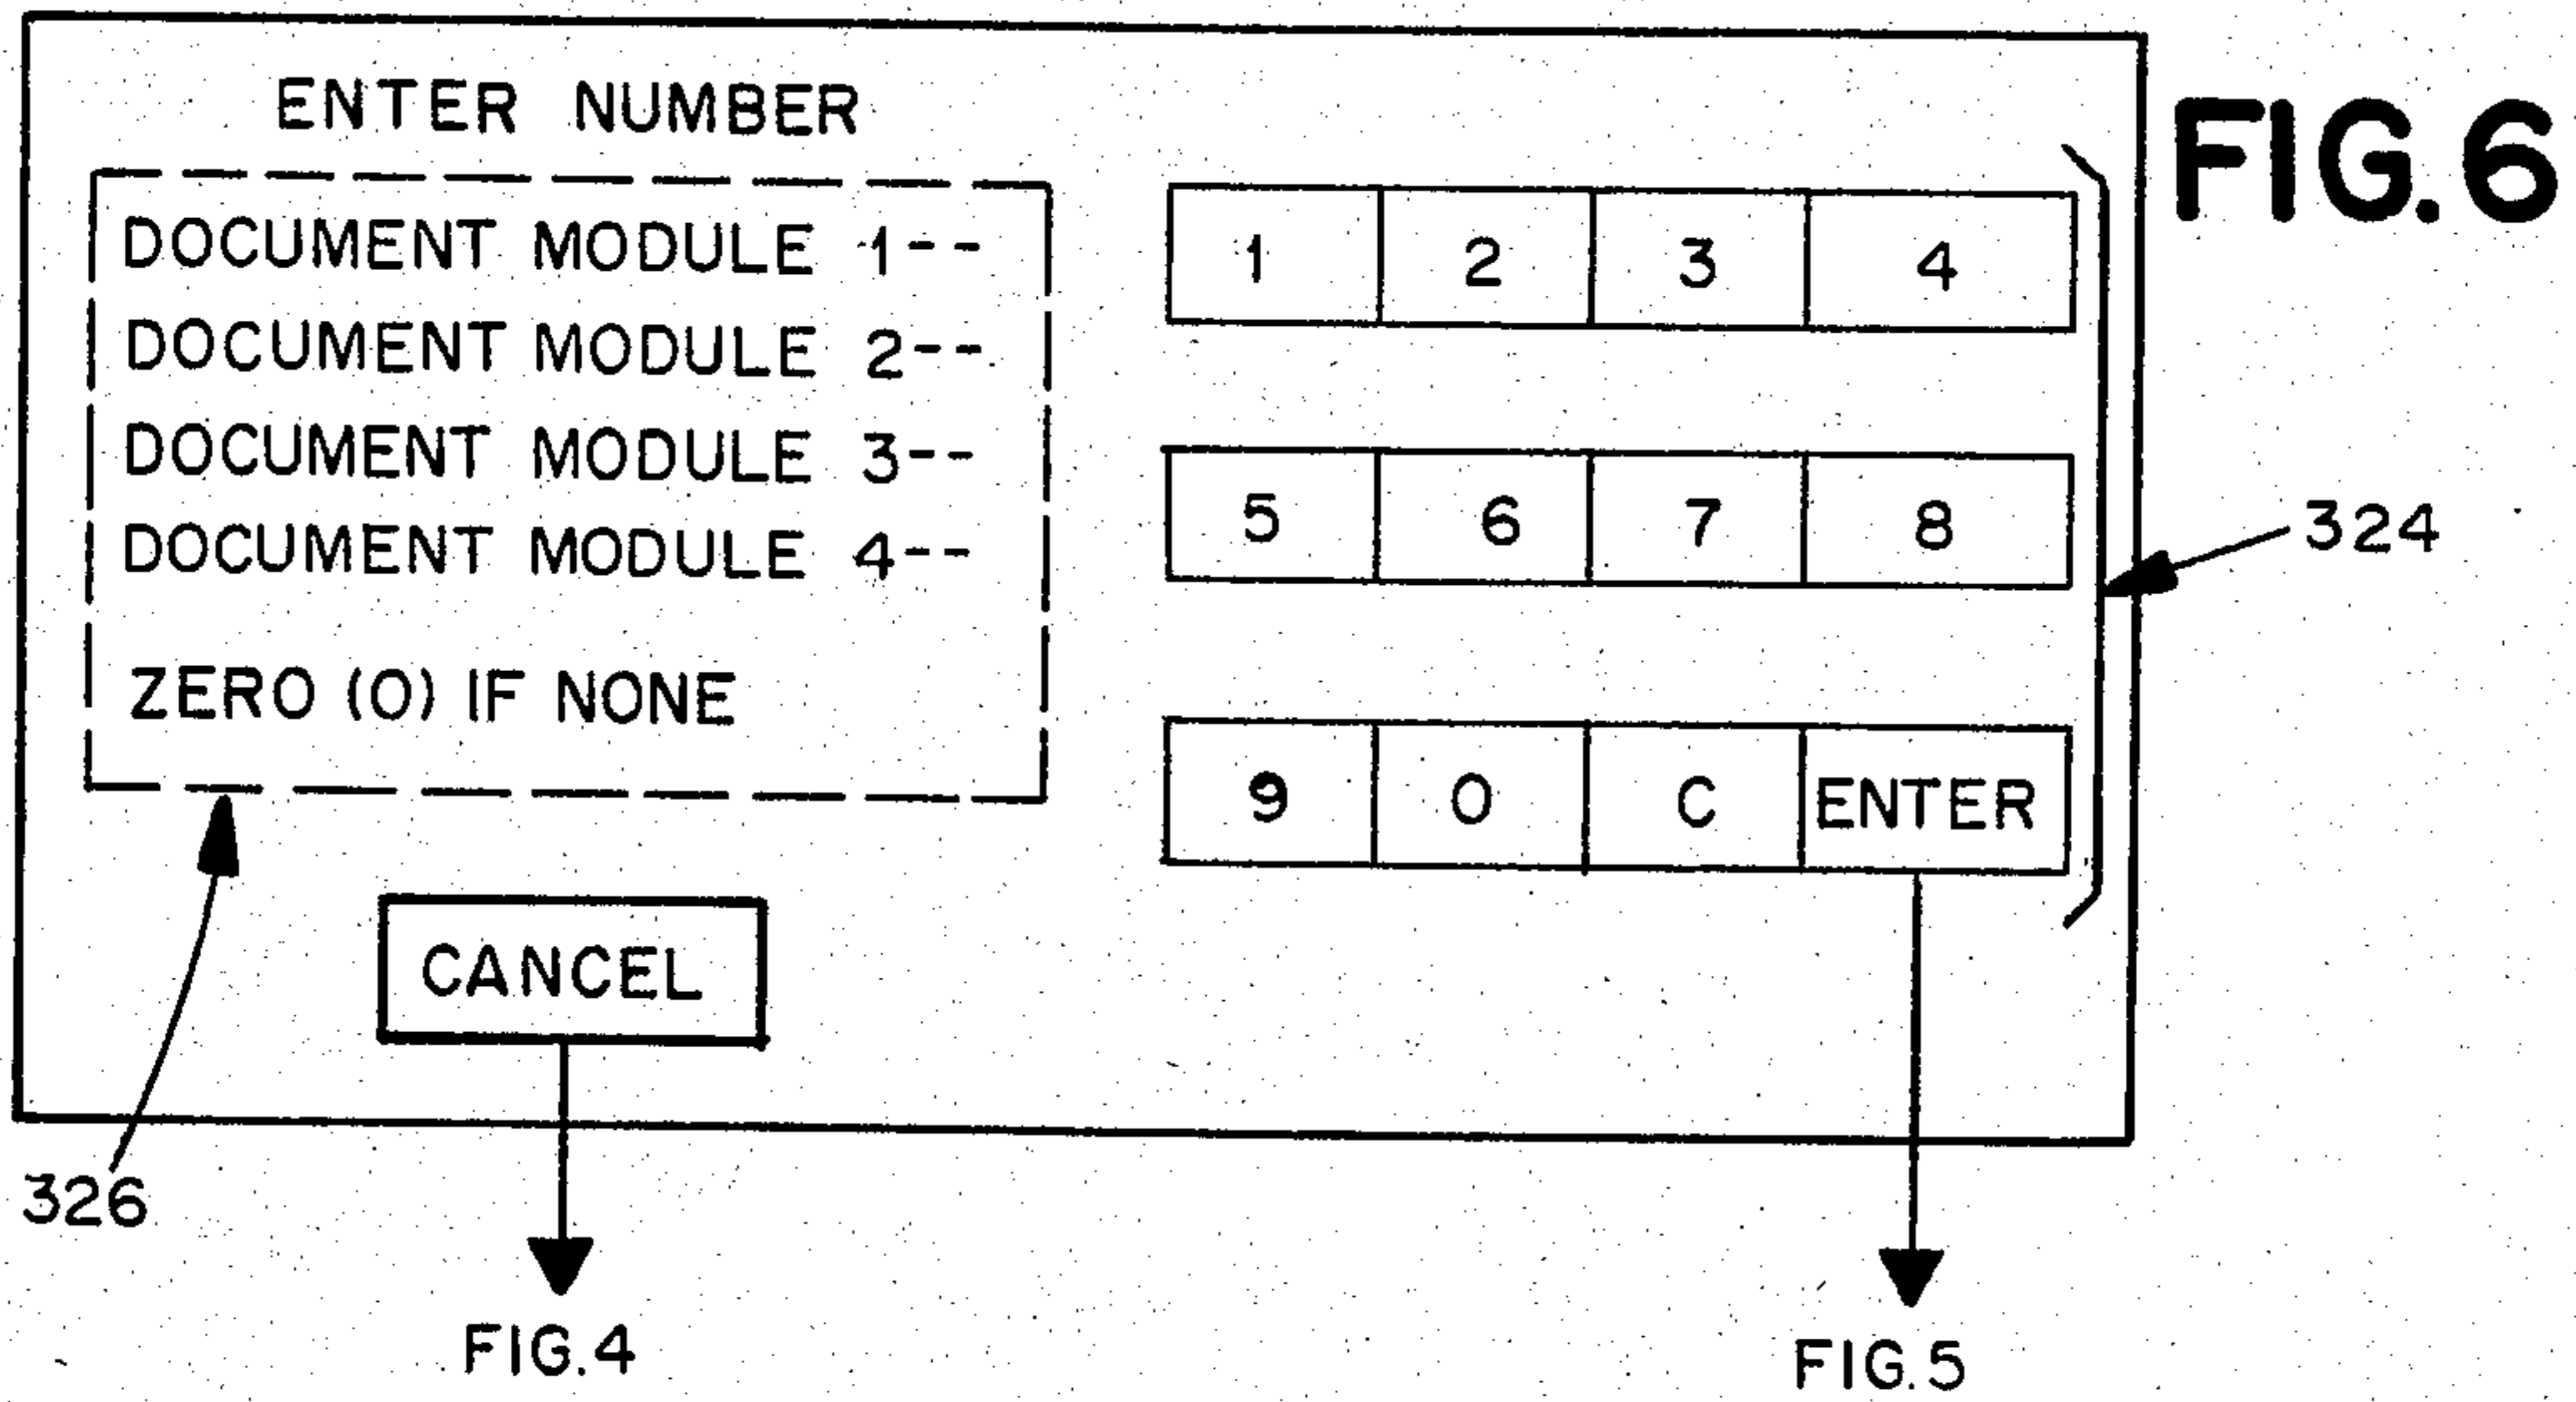 FIG.6
ENTER NUMBER
DOCUMENT MODULE 1--
DOCUMENT MODULE 2--
DOCUMENT MODULE 3--
DOCUMENT MODULE 4--
ZERO (0) IF NONE
CANCEL
1 2 3 4
5 6 7 8
9 0 C ENTER
324
326
FIG.4
FIG.5